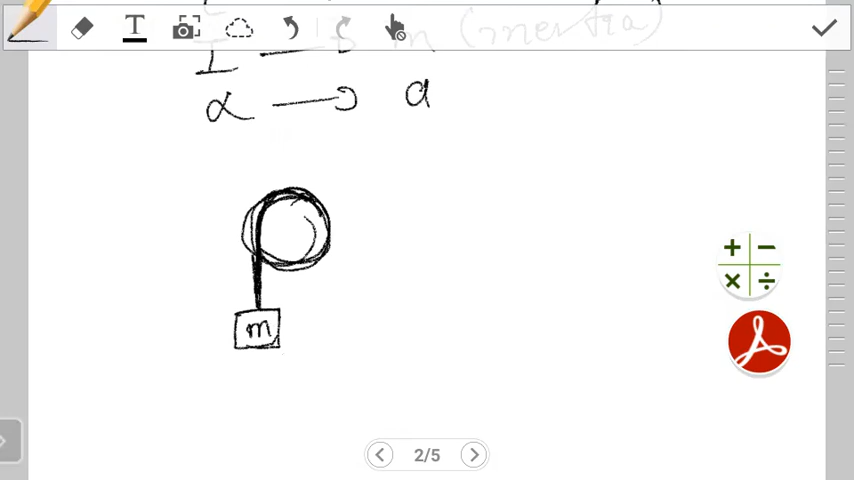 I → m (inertia)
α → a
m
T
+ −
× ÷
2/5